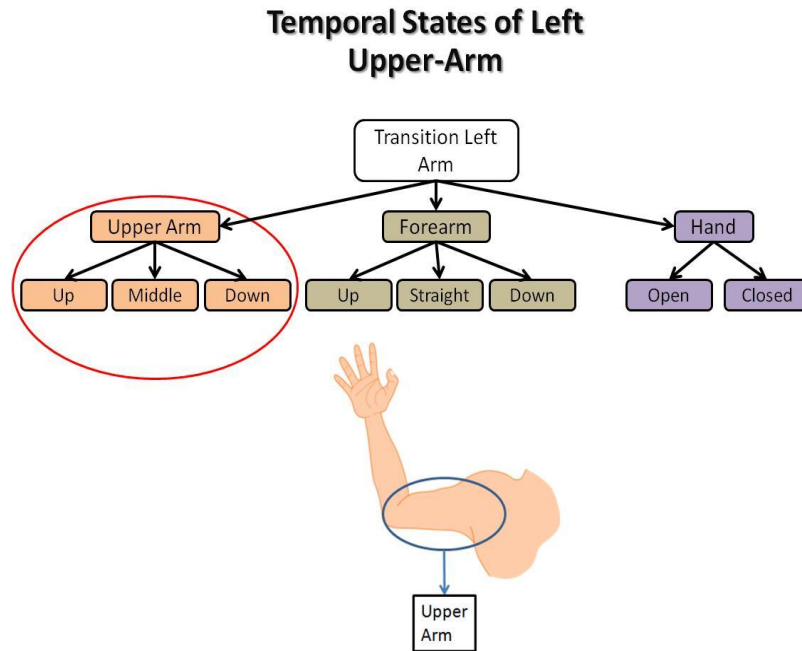 Temporal States of Left
Upper-Arm
Transition Left
Arm
Upper Arm
Forearm
Hand
Up
Middle
Down
Up
Straight
Down
Open
Closed
Upper
Arm